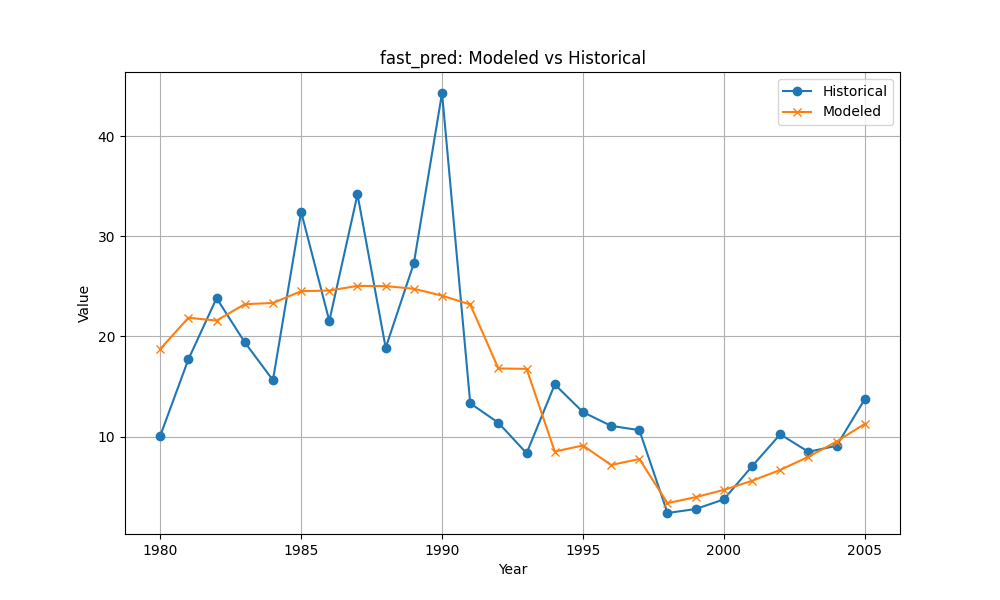 fast_pred: Modeled vs Historical
Historical
Modeled
Value
40
30
20
10
1980
1985
1990
1995
2000
2005
Year